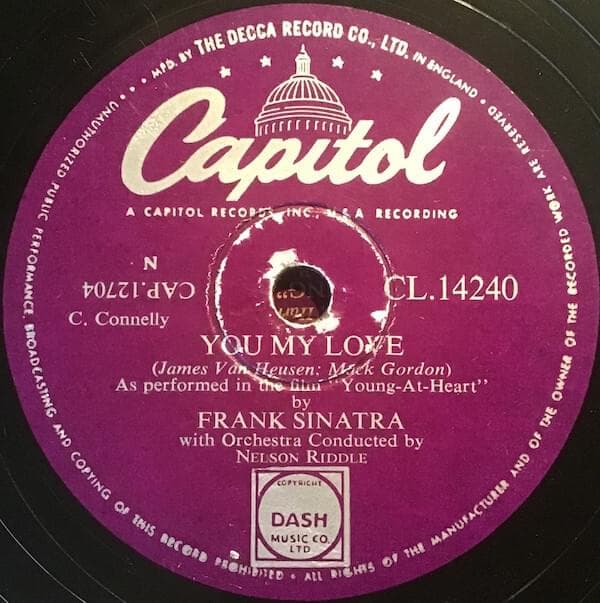 MFD. BY THE DECCA RECORD CO., LTD. IN ENGLAND
Capitol
A CAPITOL RECORDS, INC. U.S.A RECORDING
N
CAP.12704
CL.14240
C. Connelly
YOU MY LOVE
(James Van Heusen: Mack Gordon)
As performed in the film "Young-At-Heart"
by
FRANK SINATRA
with Orchestra Conducted by
NELSON RIDDLE
COPYRIGHT
DASH
MUSIC CO.
LTD
UNAUTHORIZED PUBLIC PERFORMANCE, BROADCASTING AND COPYING OF THIS RECORD PROHIBITED • ALL RIGHTS OF THE MANUFACTURER AND OF THE OWNER OF THE RECORDED WORK ARE RESERVED